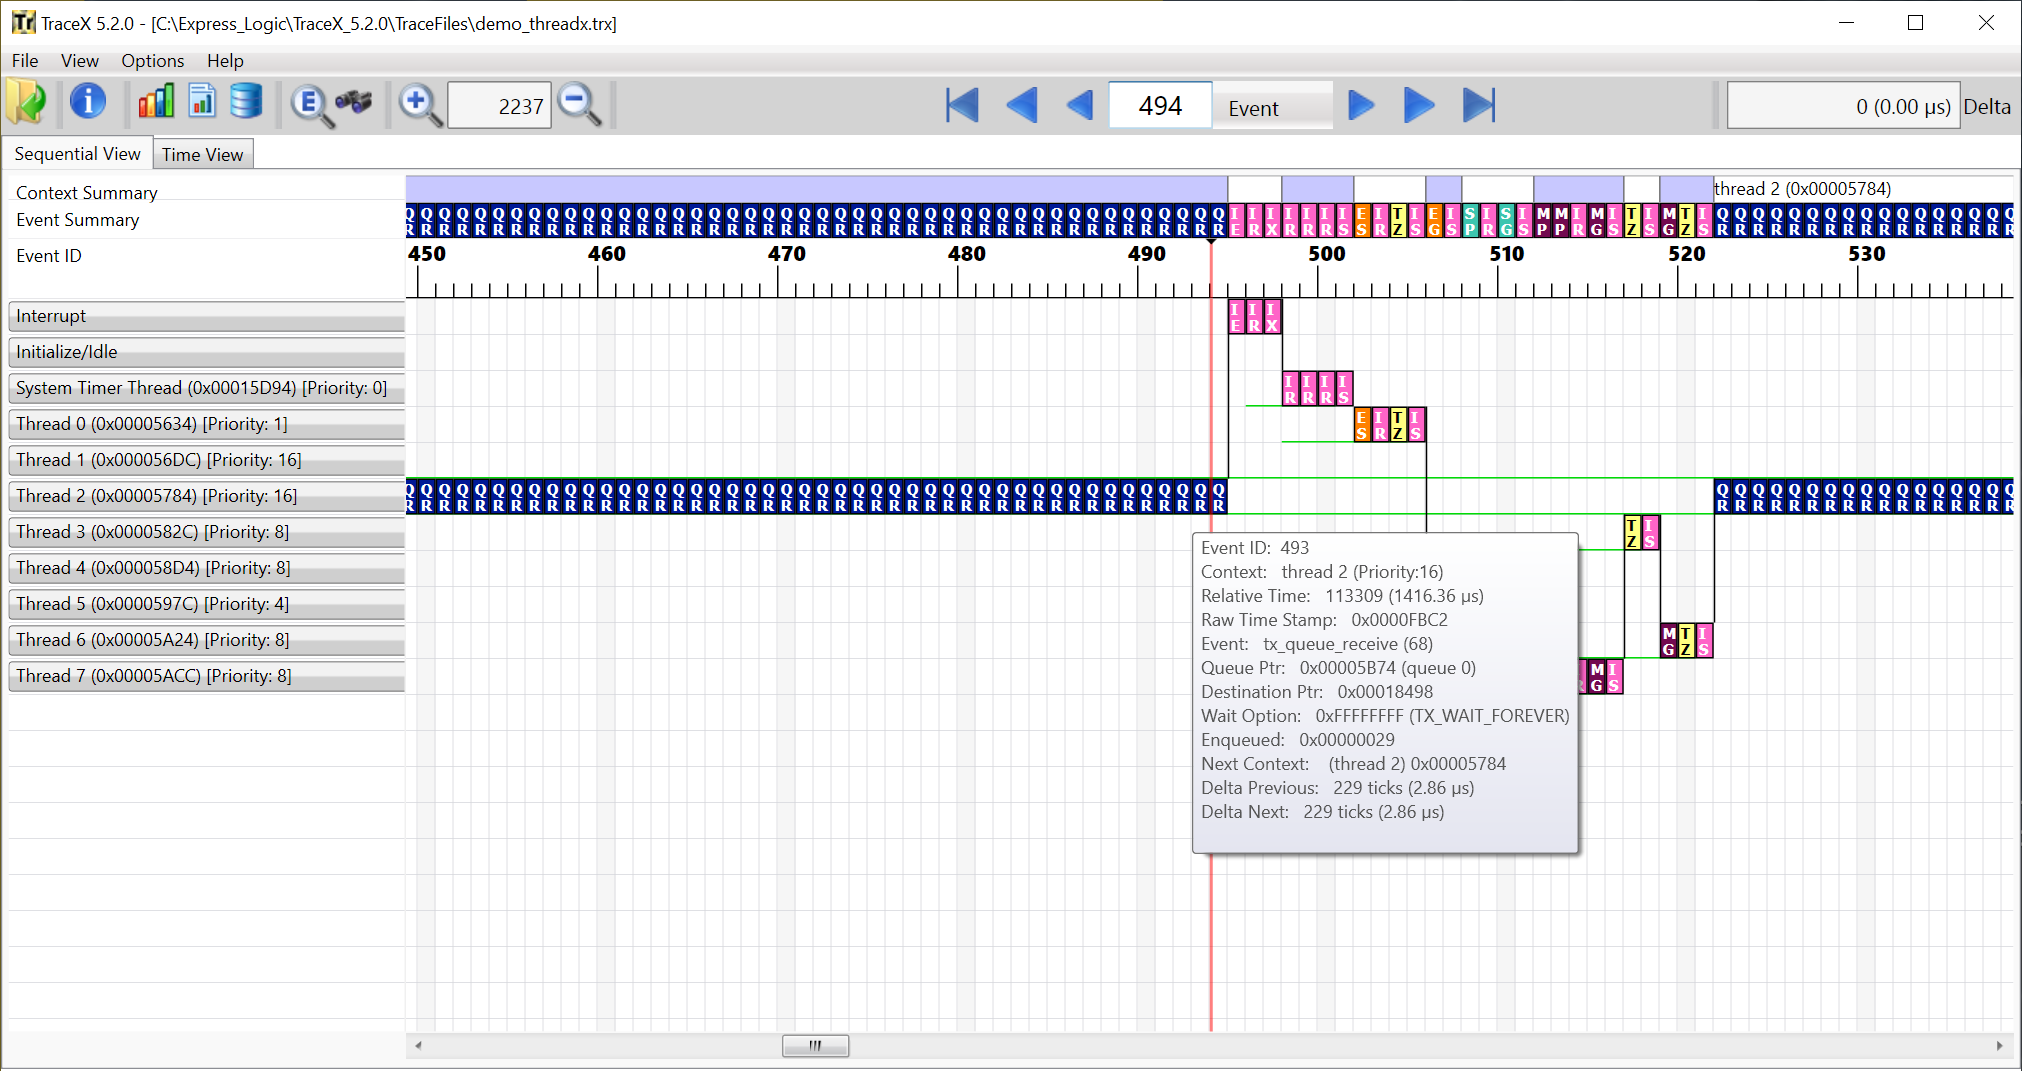 TraceX 5.2.0 - [C:\Express_Logic\TraceX_5.2.0\TraceFiles\demo_threadx.trx]
File View Options Help
2237 494 Event 0 (0.00 µs) Delta
Sequential View Time View
Context Summary thread 2 (0x00005784)
Event Summary
Event ID 450 460 470 480 490 500 510 520 530
Interrupt
Initialize/Idle
System Timer Thread (0x00015D94) [Priority: 0]
Thread 0 (0x00005634) [Priority: 1]
Thread 1 (0x000056DC) [Priority: 16]
Thread 2 (0x00005784) [Priority: 16]
Thread 3 (0x0000582C) [Priority: 8]
Thread 4 (0x000058D4) [Priority: 8]
Thread 5 (0x0000597C) [Priority: 4]
Thread 6 (0x00005A24) [Priority: 8]
Thread 7 (0x00005ACC) [Priority: 8]
Event ID: 493
Context: thread 2 (Priority:16)
Relative Time: 113309 (1416.36 µs)
Raw Time Stamp: 0x0000FBC2
Event: tx_queue_receive (68)
Queue Ptr: 0x00005B74 (queue 0)
Destination Ptr: 0x00018498
Wait Option: 0xFFFFFFFF (TX_WAIT_FOREVER)
Enqueued: 0x00000029
Next Context: (thread 2) 0x00005784
Delta Previous: 229 ticks (2.86 µs)
Delta Next: 229 ticks (2.86 µs)